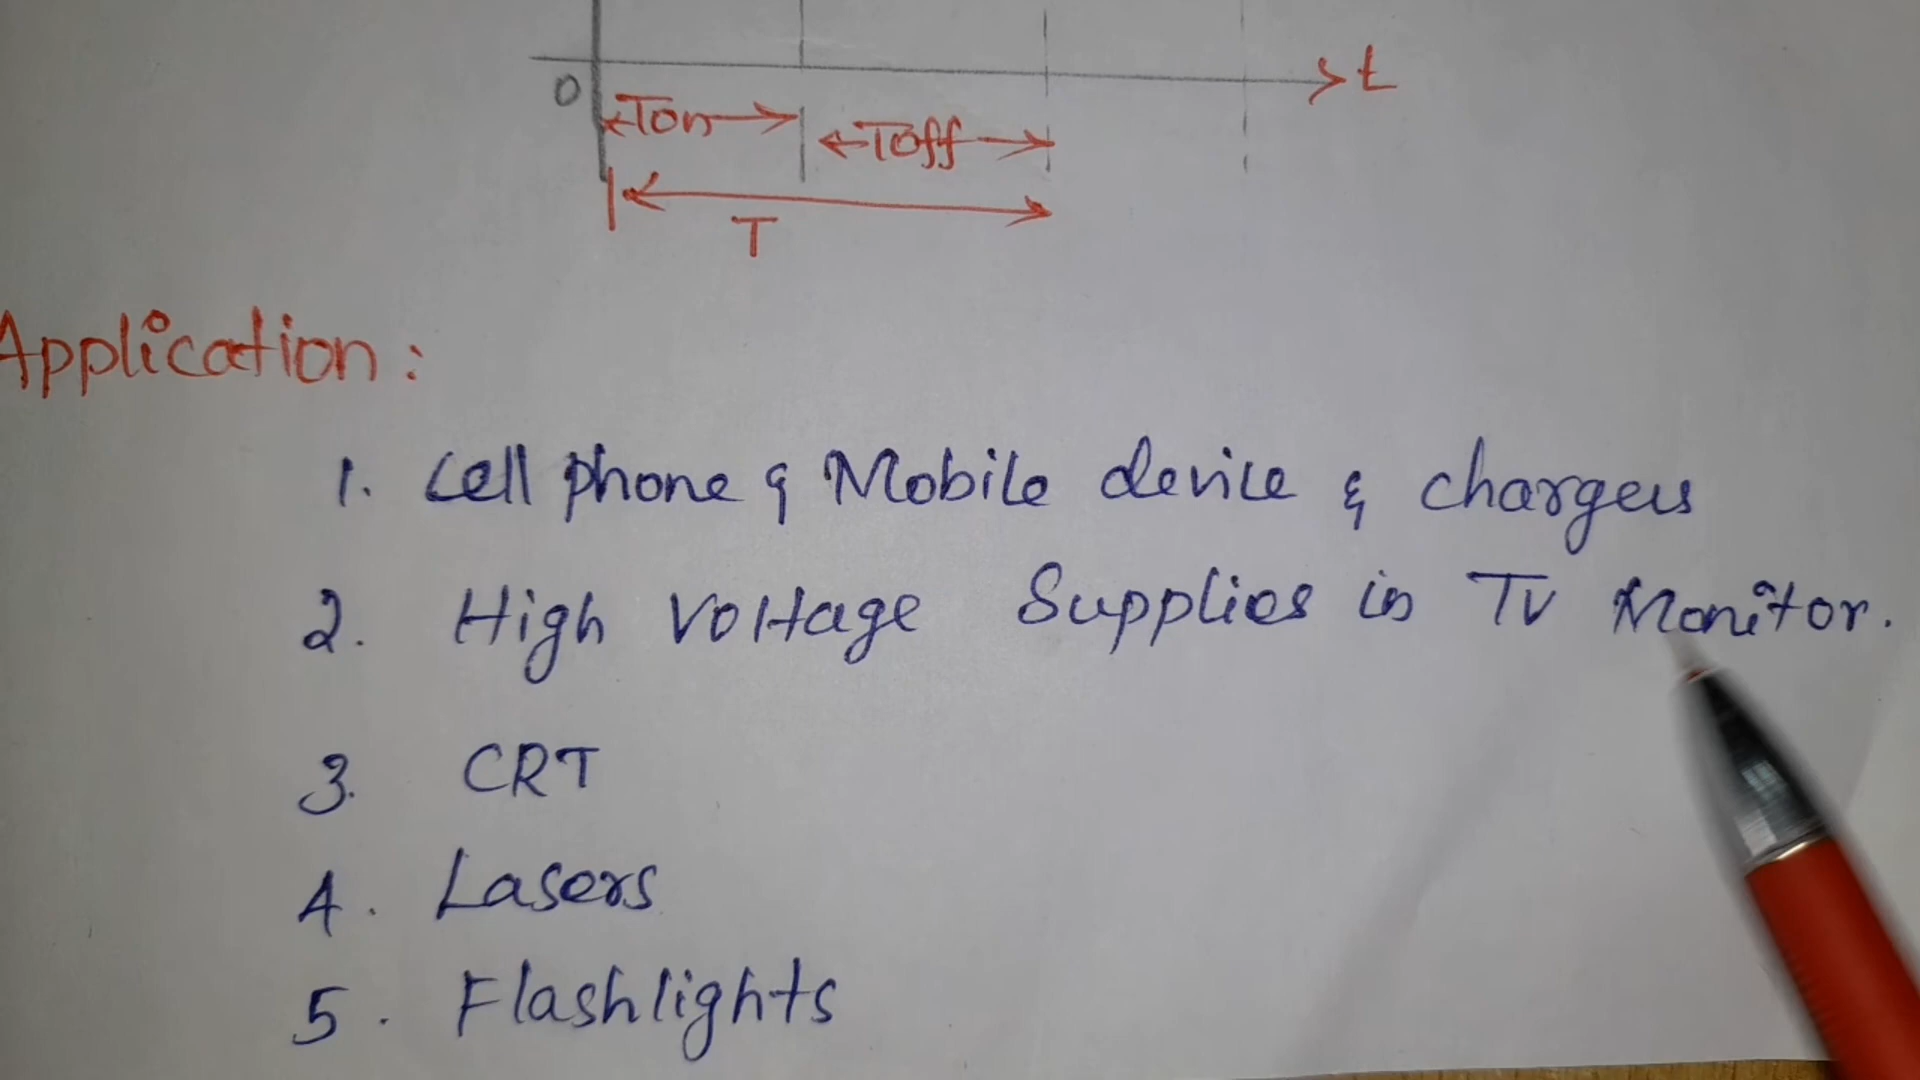 0 t
Ton Toff
T
Application:
1. Cell phone & Mobile device & chargers
2. High Voltage Supplies in TV Monitor.
3. CRT
4. Lasers
5. Flashlights